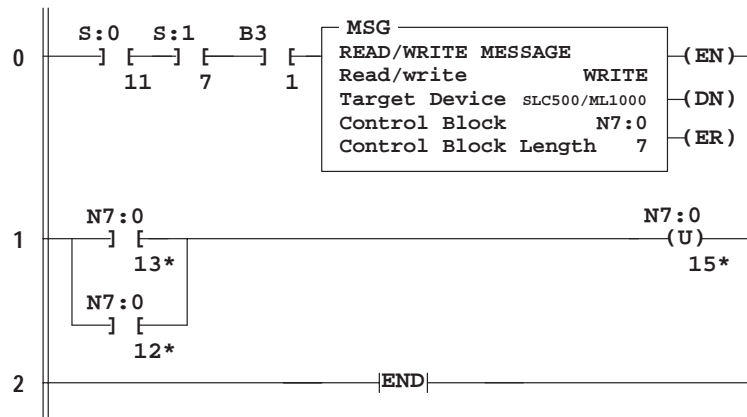 MSG
S:0 S:1 B3
READ/WRITE MESSAGE (EN)
0 ] [ ] [ ] [
11 7 1
Read/write WRITE
Target Device SLC500/ML1000 (DN)
Control Block N7:0
Control Block Length 7 (ER)
N7:0 N7:0
1 ] [ (U)
13* 15*
N7:0
] [
12*
2 END